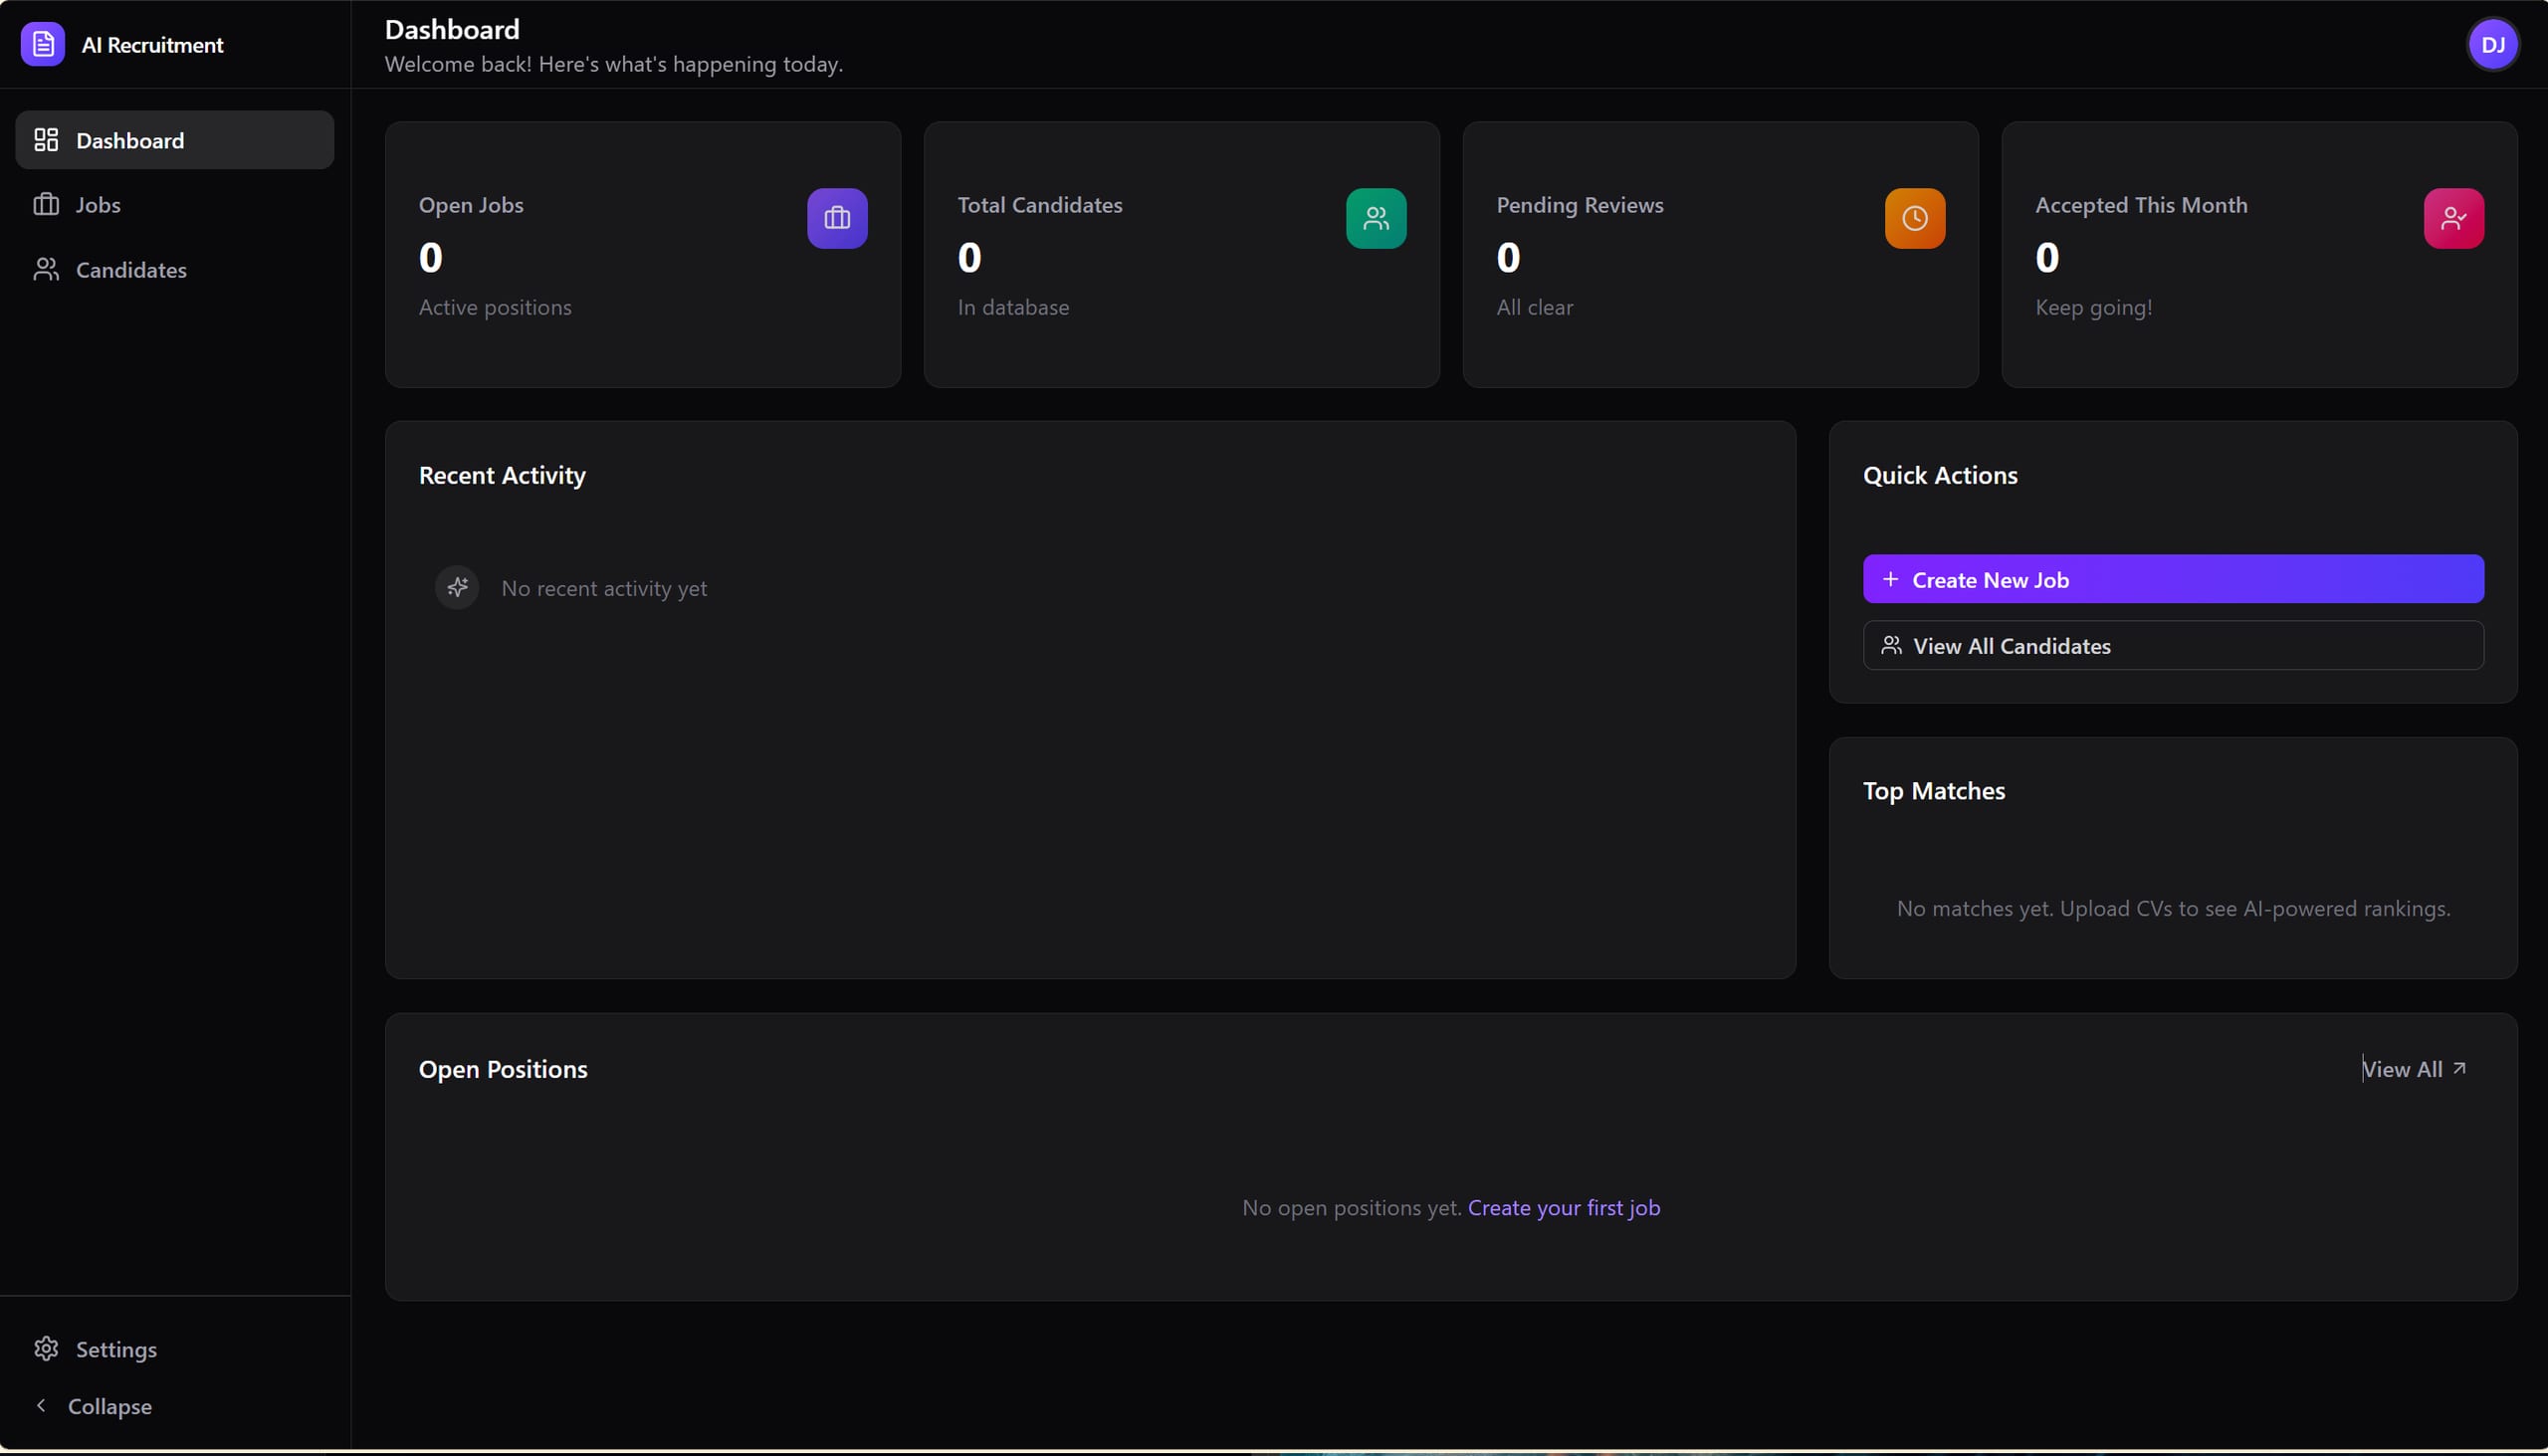 AI Recruitment
Dashboard
Welcome back! Here's what's happening today.
DJ
Dashboard
Jobs
Candidates
Open Jobs
0
Active positions
Total Candidates
0
In database
Pending Reviews
0
All clear
Accepted This Month
0
Keep going!
Recent Activity
No recent activity yet
Quick Actions
Create New Job
View All Candidates
Top Matches
No matches yet. Upload CVs to see AI-powered rankings.
Open Positions
View All
No open positions yet. Create your first job
Settings
Collapse